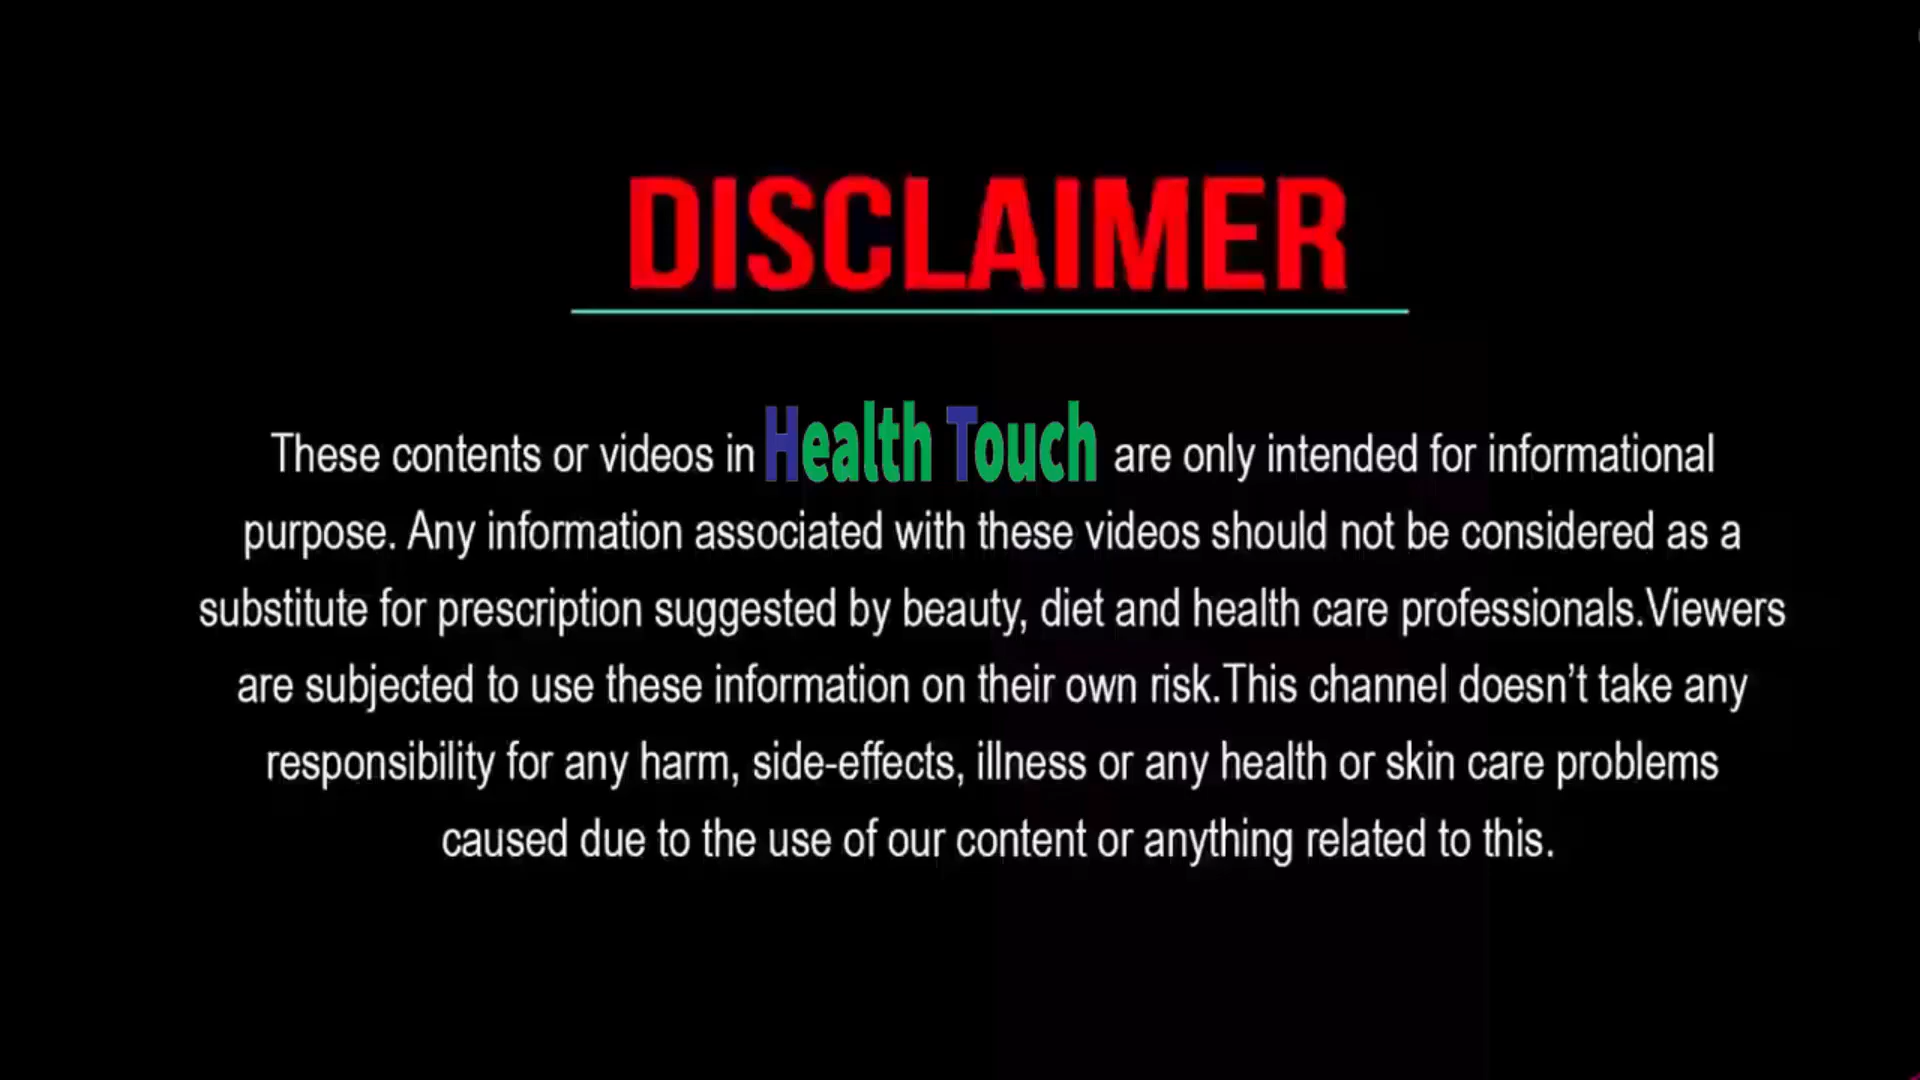 DISCLAIMER
These contents or videos in Health Touch are only intended for informational
purpose. Any information associated with these videos should not be considered as a
substitute for prescription suggested by beauty, diet and health care professionals.Viewers
are subjected to use these information on their own risk.This channel doesn’t take any
responsibility for any harm, side-effects, illness or any health or skin care problems
caused due to the use of our content or anything related to this.